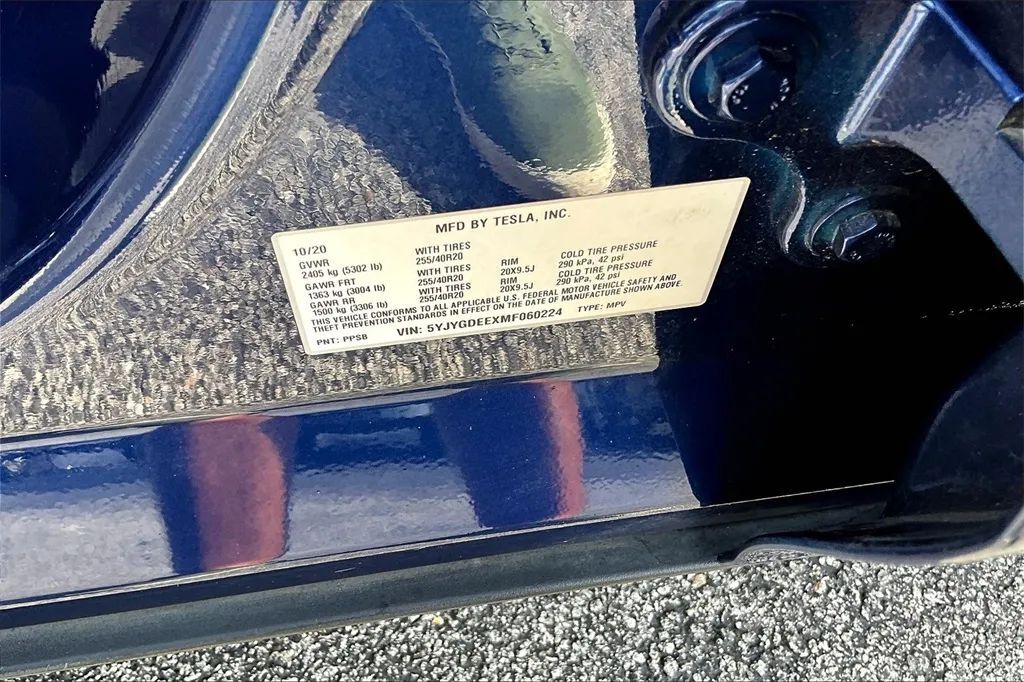 MFD BY TESLA, INC.
10/20
GVWR WITH TIRES RIM COLD TIRE PRESSURE
2405 kg (5302 lb) 255/40R20 20X9.5J 290 kPa, 42 psi
GAWR FRT WITH TIRES RIM COLD TIRE PRESSURE
1363 kg (3004 lb) 255/40R20 20X9.5J 290 kPa, 42 psi
GAWR RR WITH TIRES
1500 kg (3306 lb) 255/40R20
THIS VEHICLE CONFORMS TO ALL APPLICABLE U.S. FEDERAL MOTOR VEHICLE SAFETY AND
THEFT PREVENTION STANDARDS IN EFFECT ON THE DATE OF MANUFACTURE SHOWN ABOVE.
PNT: PPSB VIN: 5YJYGDEEXMF060224 TYPE: MPV